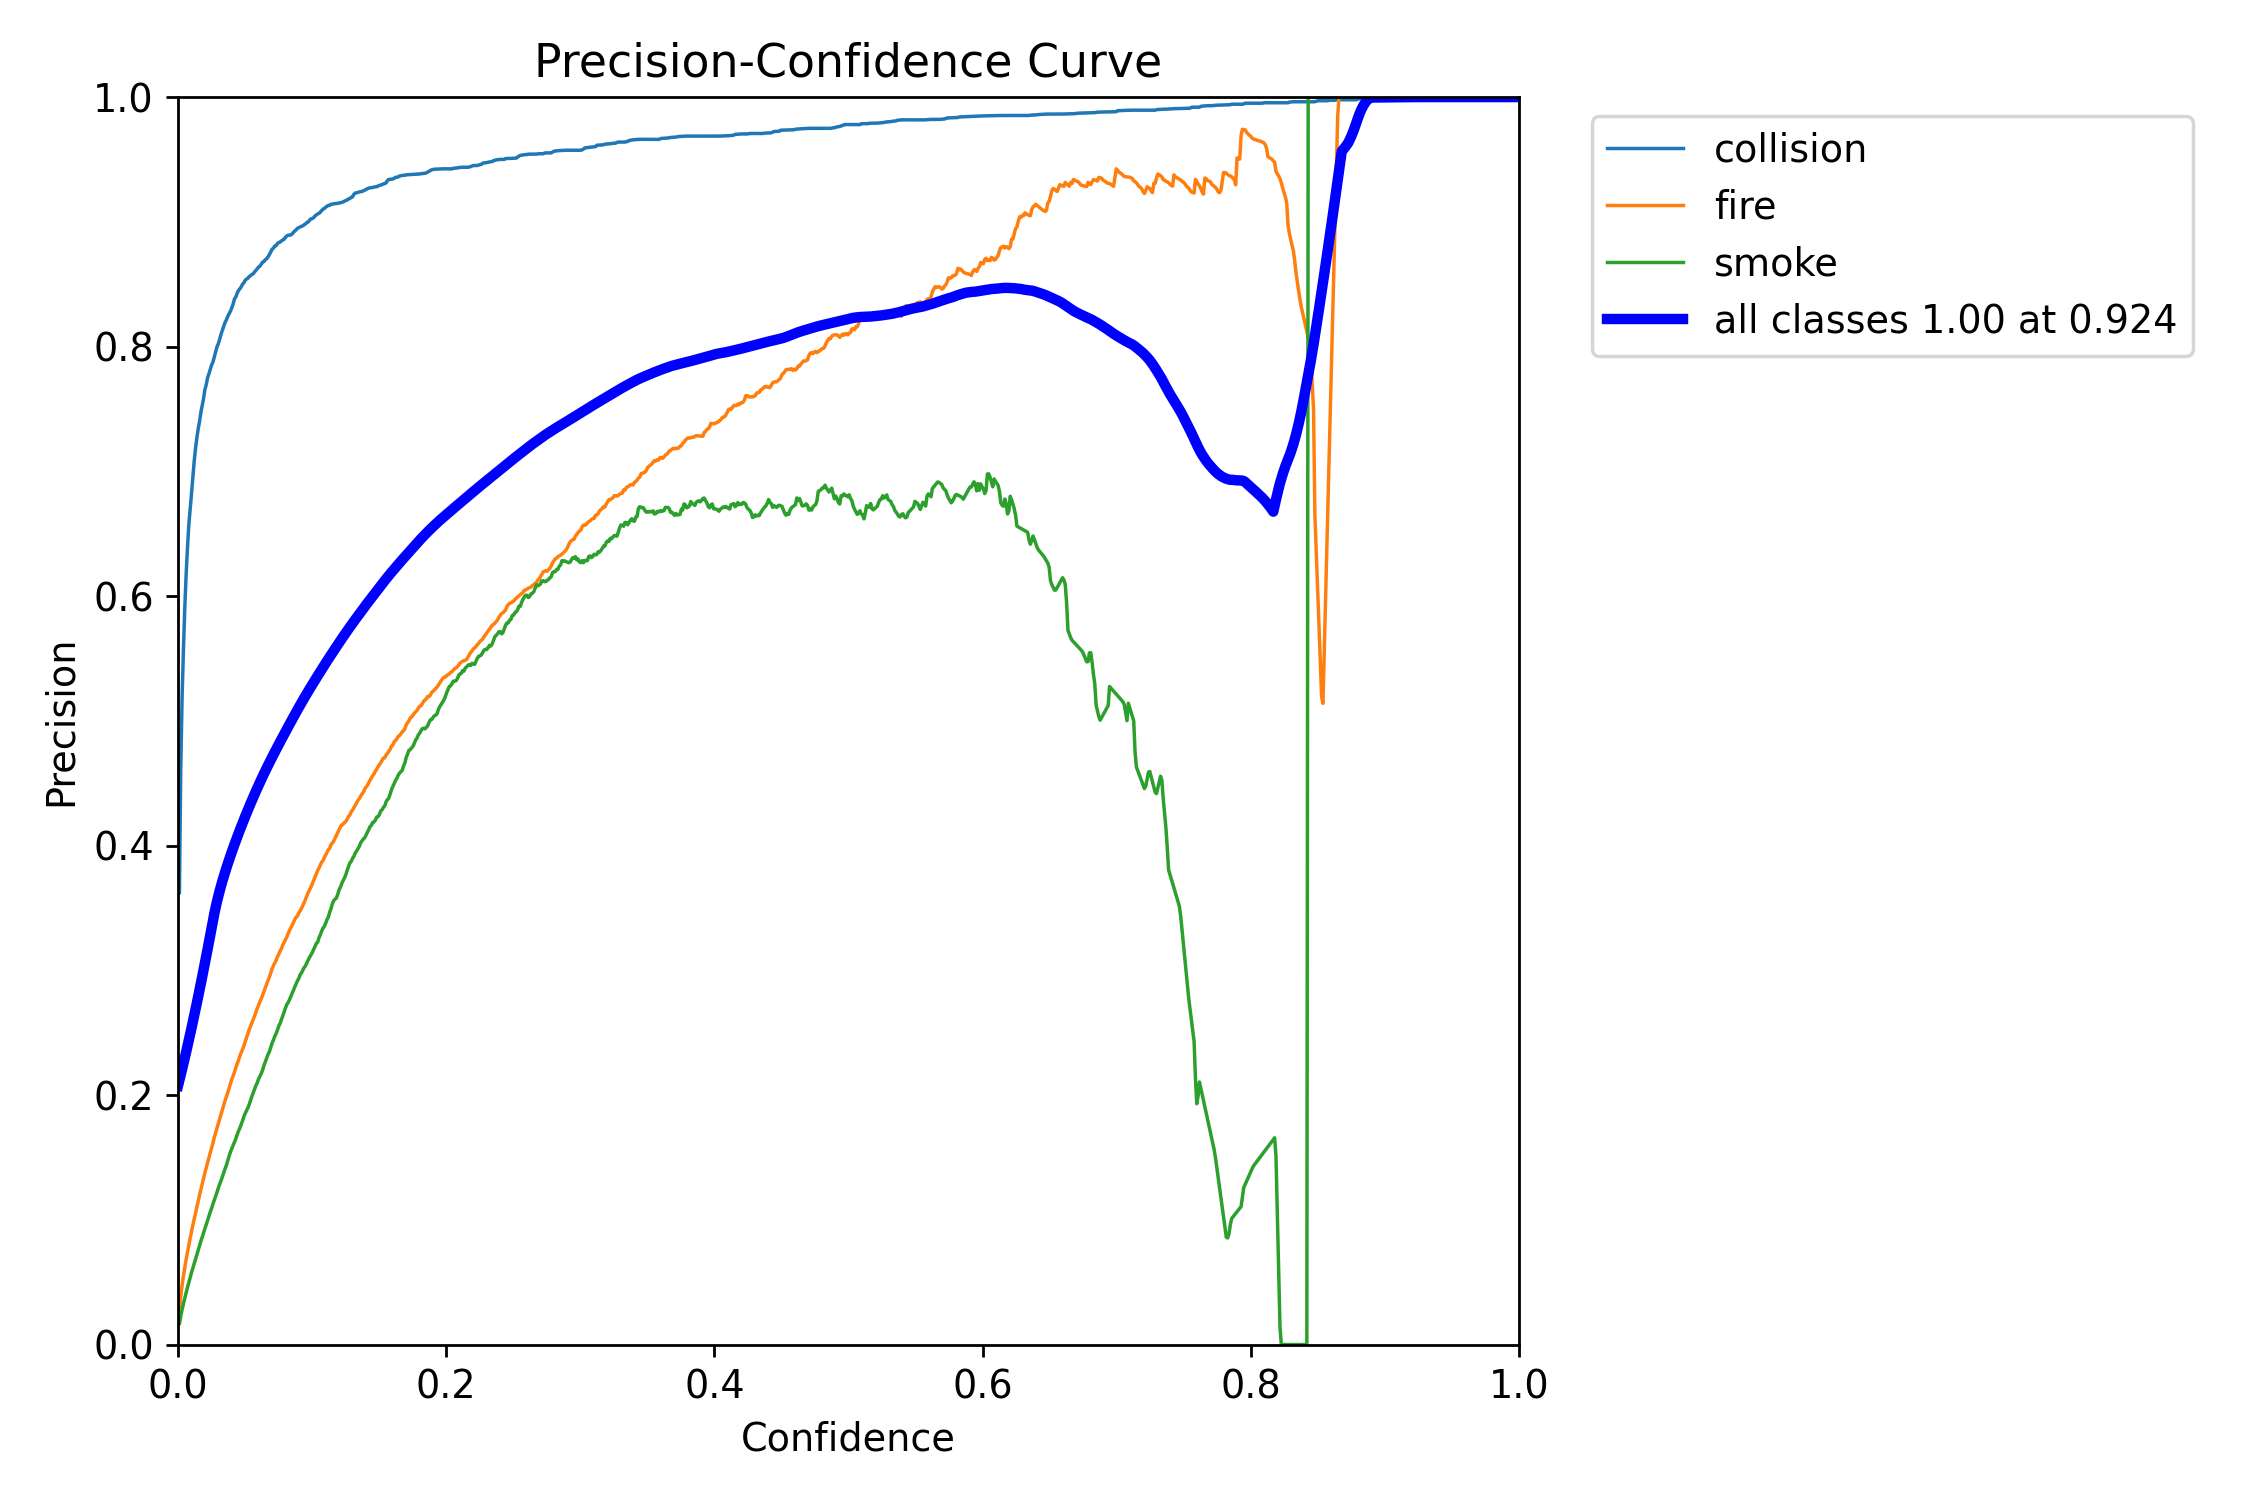 Precision-Confidence Curve
collision
fire
smoke
all classes 1.00 at 0.924
Precision
1.0
0.8
0.6
0.4
0.2
0.0
0.0 0.2 0.4 0.6 0.8 1.0
Confidence